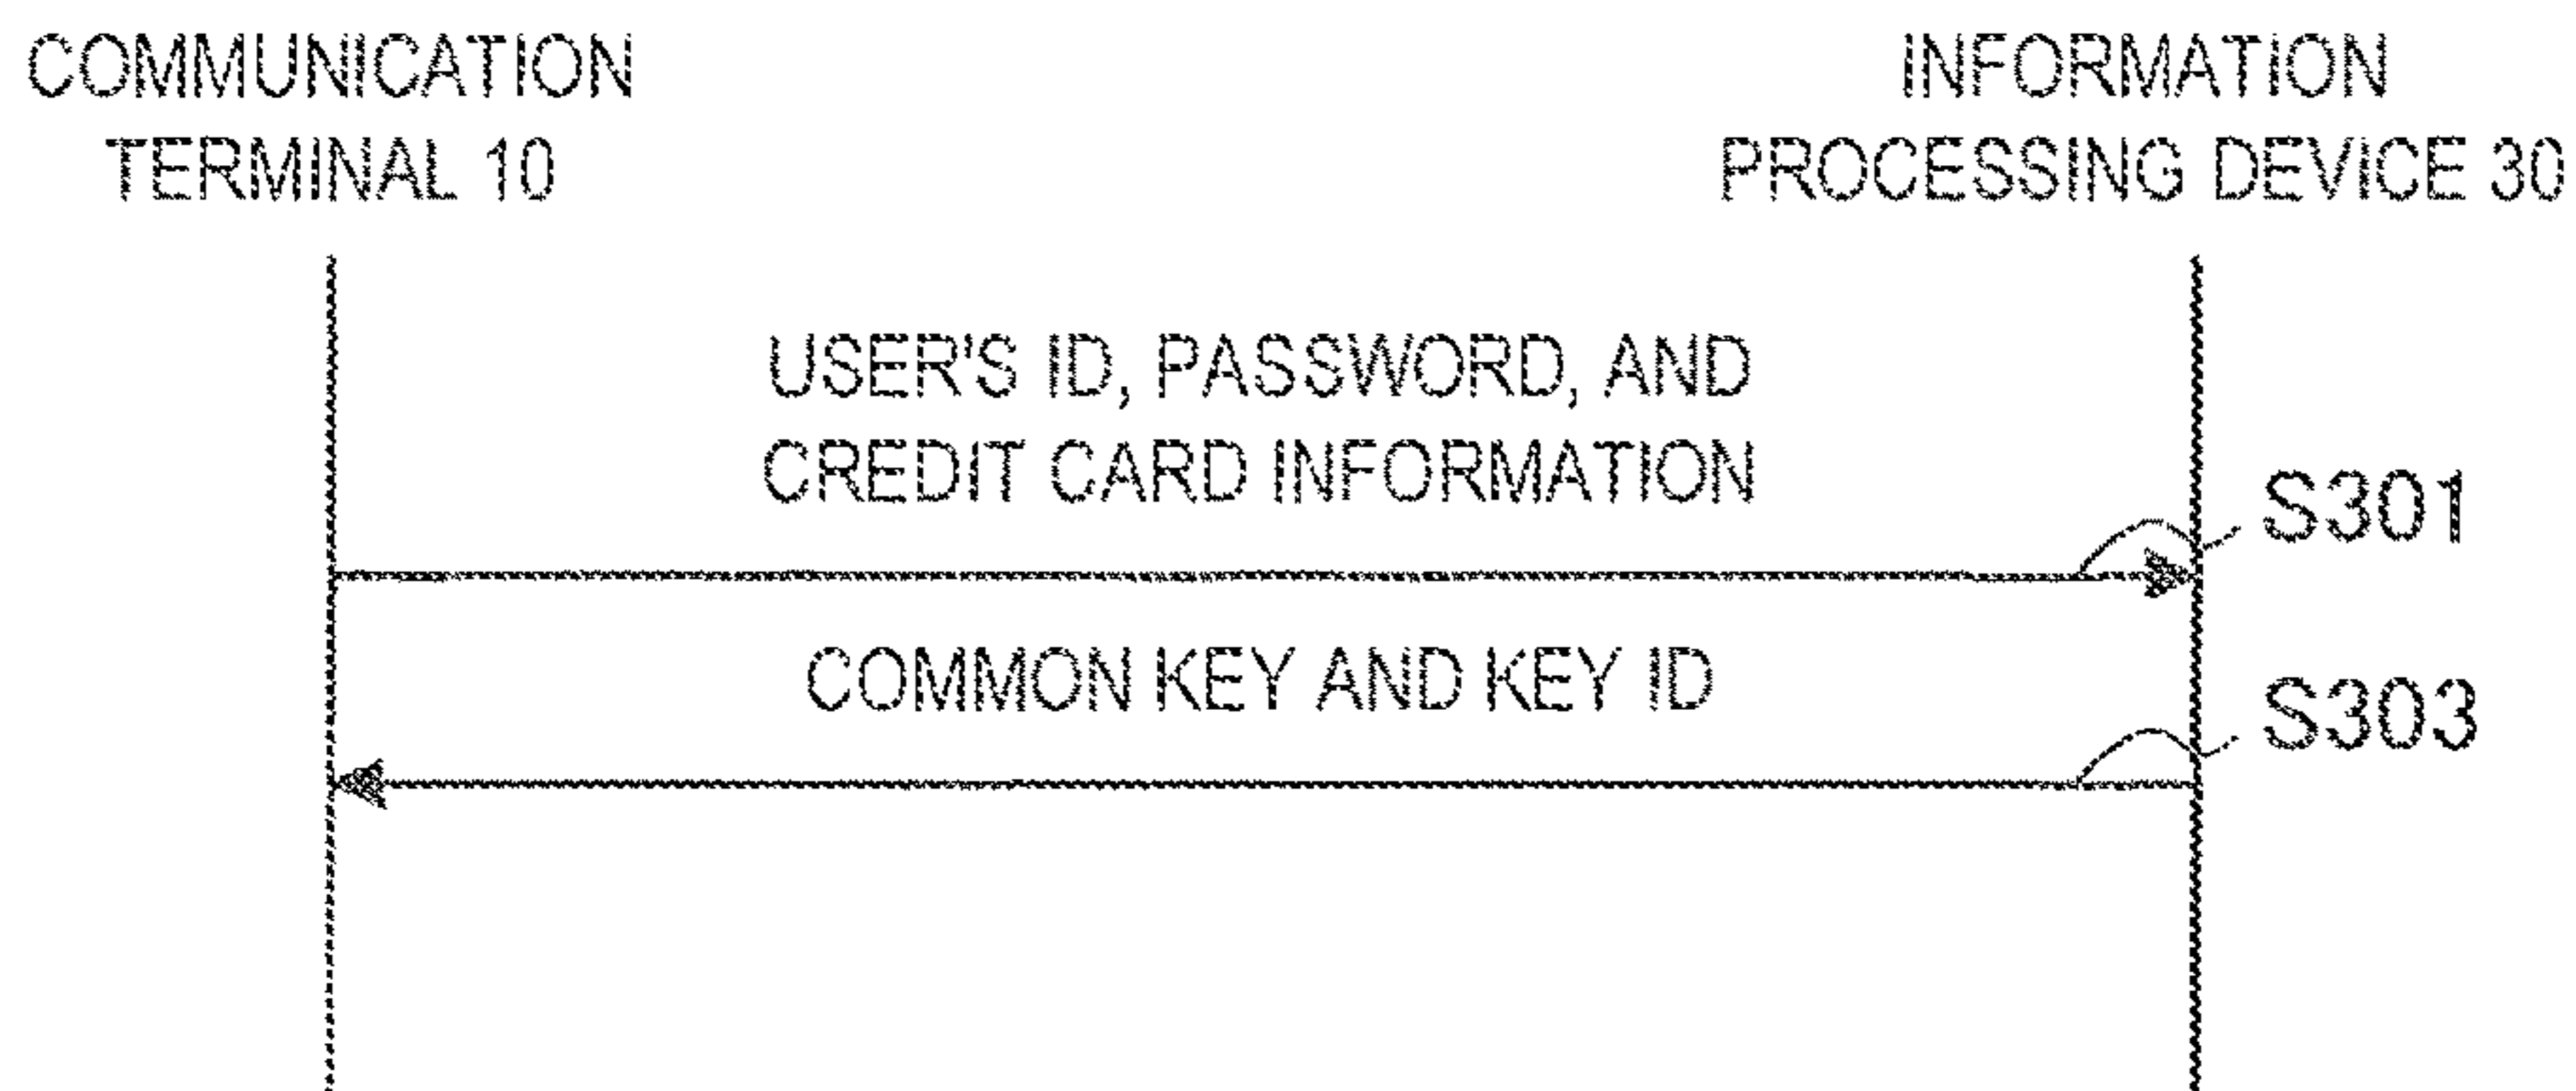 COMMUNICATION
TERMINAL 10
INFORMATION
PROCESSING DEVICE 30
USER'S ID, PASSWORD, AND
CREDIT CARD INFORMATION
S301
COMMON KEY AND KEY ID
S303